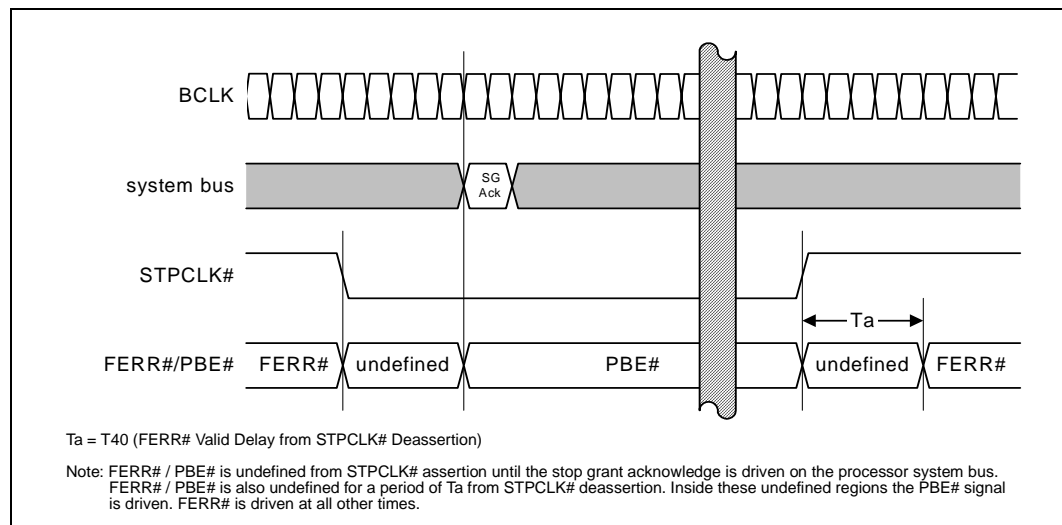 BCLK
system bus
SG
Ack
STPCLK#
Ta
FERR#/PBE#
FERR#
undefined
PBE#
undefined
FERR#
Ta = T40 (FERR# Valid Delay from STPCLK# Deassertion)
Note: FERR# / PBE# is undefined from STPCLK# assertion until the stop grant acknowledge is driven on the processor system bus.
FERR# / PBE# is also undefined for a period of Ta from STPCLK# deassertion. Inside these undefined regions the PBE# signal
is driven. FERR# is driven at all other times.